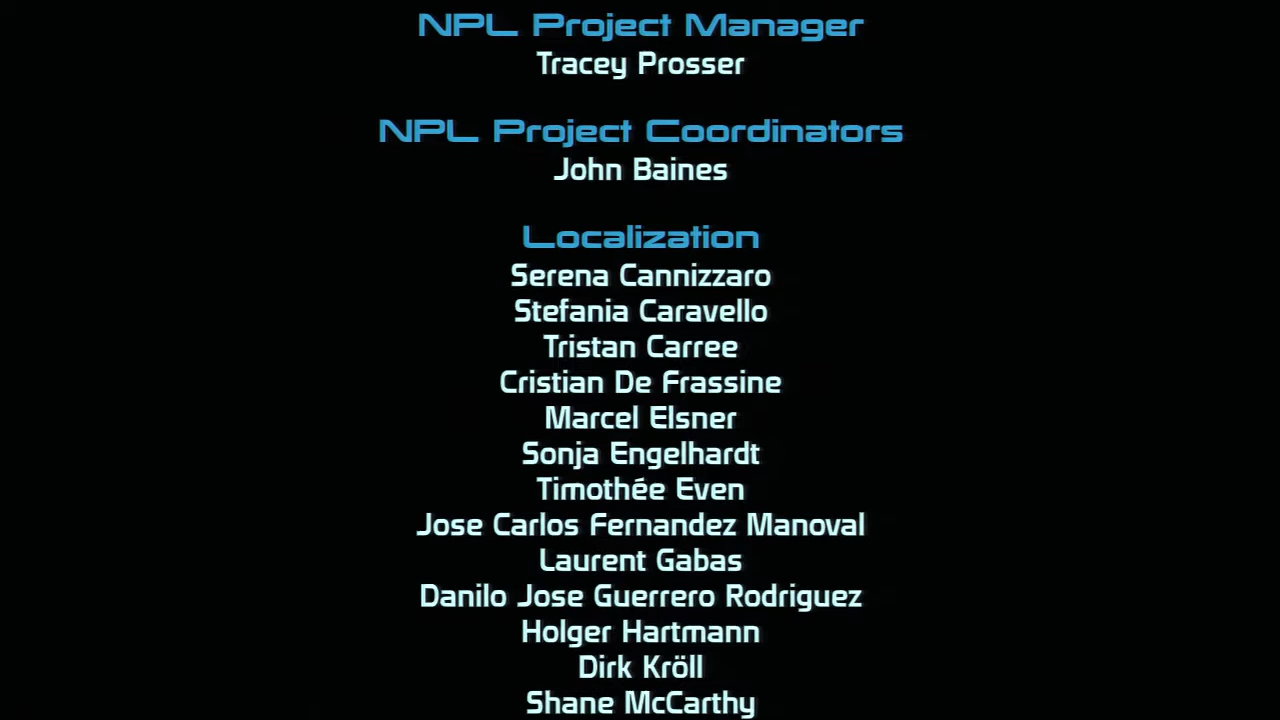 NPL Project Manager
Tracey Prosser
NPL Project Coordinators
John Baines
Localization
Serena Cannizzaro
Stefania Caravello
Tristan Carree
Cristian De Frassine
Marcel Elsner
Sonja Engelhardt
Timothée Even
Jose Carlos Fernandez Manoval
Laurent Gabas
Danilo Jose Guerrero Rodriguez
Holger Hartmann
Dirk Kröll
Shane McCarthy